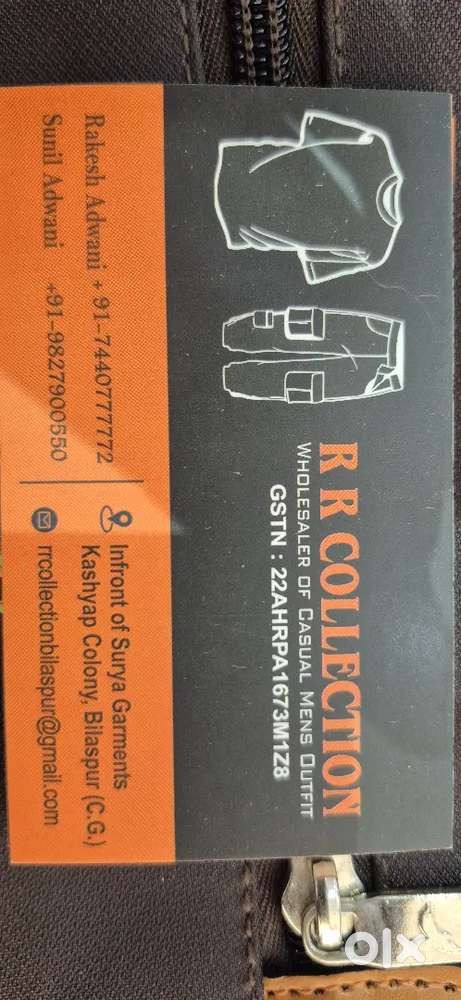 R R COLLECTION
WHOLESALER OF CASUAL MENS OUTFIT
GSTN : 22AHRPA1673M1Z8
Rakesh Adwani + 91-7440777772
Sunil Adwani +91-9827900550
Infront of Surya Garments
Kashyap Colony, Bilaspur (C.G.)
rrcollectionbilaspur@gmail.com
olx